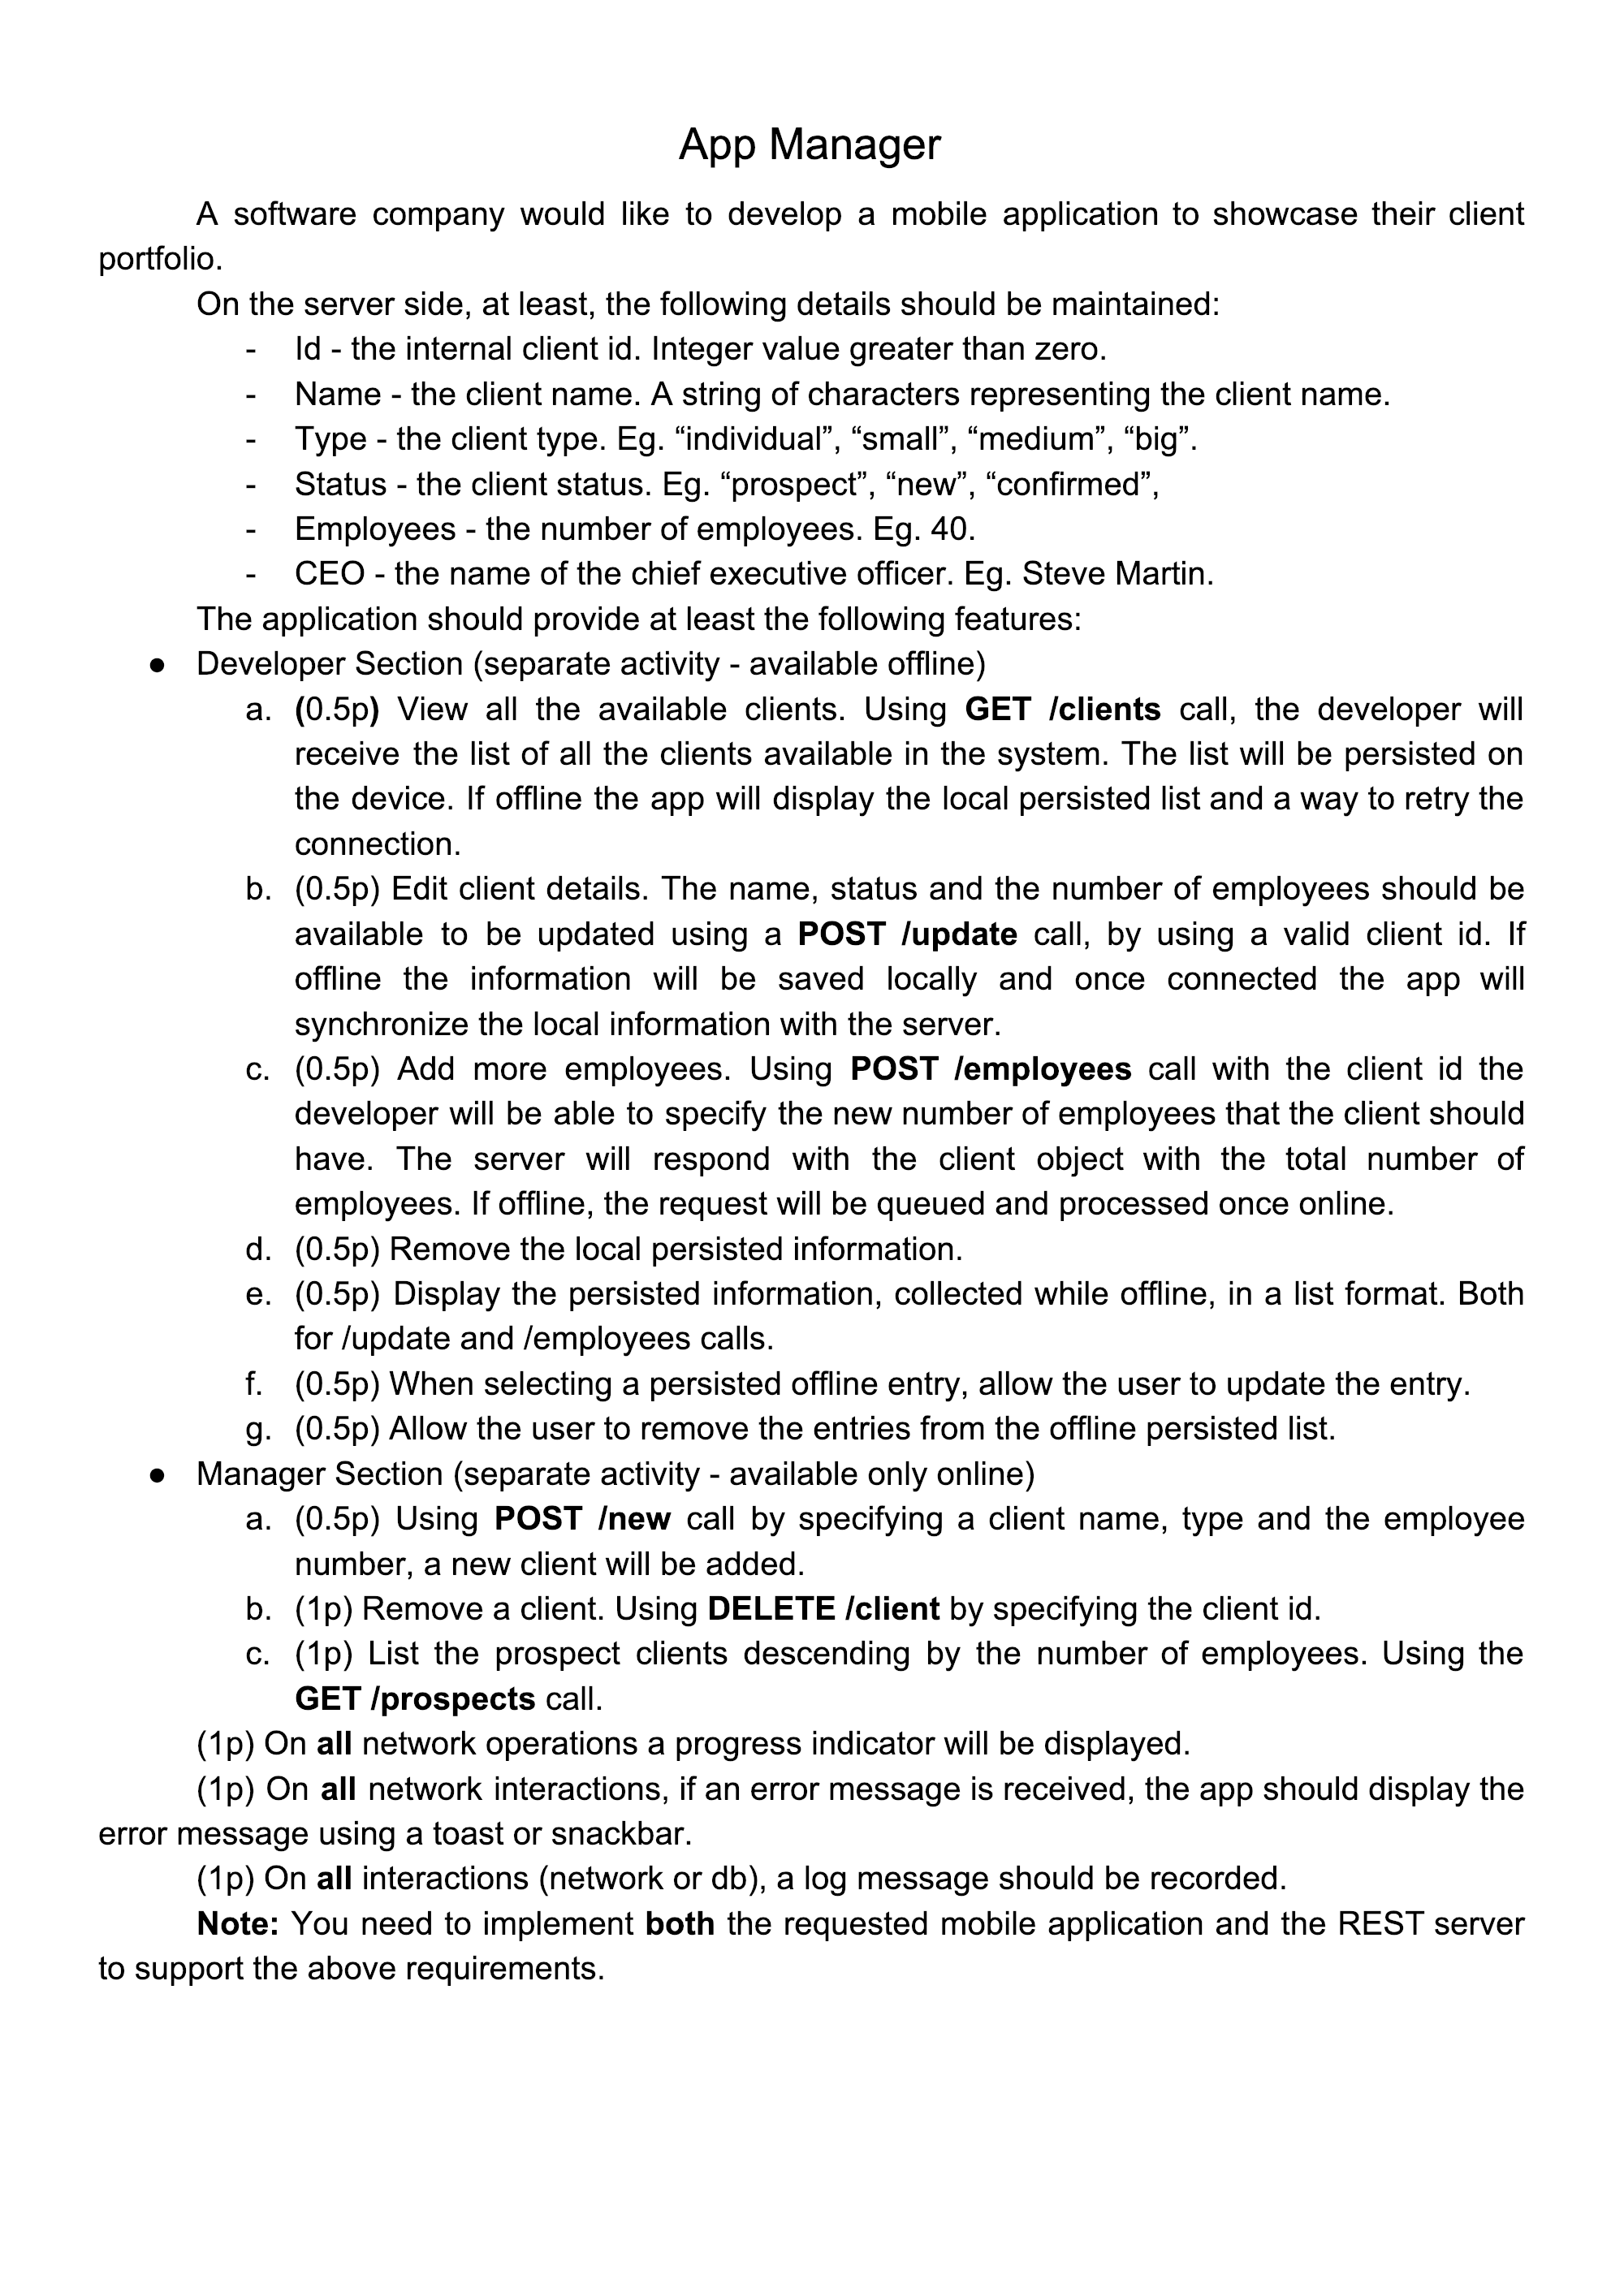 App Manager
A software company would like to develop a mobile application to showcase their client
portfolio.
On the server side, at least, the following details should be maintained:
- Id - the internal client id. Integer value greater than zero.
- Name - the client name. A string of characters representing the client name.
- Type - the client type. Eg. “individual”, “small”, “medium”, “big”.
- Status - the client status. Eg. “prospect”, “new”, “confirmed”,
- Employees - the number of employees. Eg. 40.
- CEO - the name of the chief executive officer. Eg. Steve Martin.
The application should provide at least the following features:
● Developer Section (separate activity - available offline)
a. (0.5p) View all the available clients. Using GET /clients call, the developer will
receive the list of all the clients available in the system. The list will be persisted on
the device. If offline the app will display the local persisted list and a way to retry the
connection.
b. (0.5p) Edit client details. The name, status and the number of employees should be
available to be updated using a POST /update call, by using a valid client id. If
offline the information will be saved locally and once connected the app will
synchronize the local information with the server.
c. (0.5p) Add more employees. Using POST /employees call with the client id the
developer will be able to specify the new number of employees that the client should
have. The server will respond with the client object with the total number of
employees. If offline, the request will be queued and processed once online.
d. (0.5p) Remove the local persisted information.
e. (0.5p) Display the persisted information, collected while offline, in a list format. Both
for /update and /employees calls.
f. (0.5p) When selecting a persisted offline entry, allow the user to update the entry.
g. (0.5p) Allow the user to remove the entries from the offline persisted list.
● Manager Section (separate activity - available only online)
a. (0.5p) Using POST /new call by specifying a client name, type and the employee
number, a new client will be added.
b. (1p) Remove a client. Using DELETE /client by specifying the client id.
c. (1p) List the prospect clients descending by the number of employees. Using the
GET /prospects call.
(1p) On all network operations a progress indicator will be displayed.
(1p) On all network interactions, if an error message is received, the app should display the
error message using a toast or snackbar.
(1p) On all interactions (network or db), a log message should be recorded.
Note: You need to implement both the requested mobile application and the REST server
to support the above requirements.